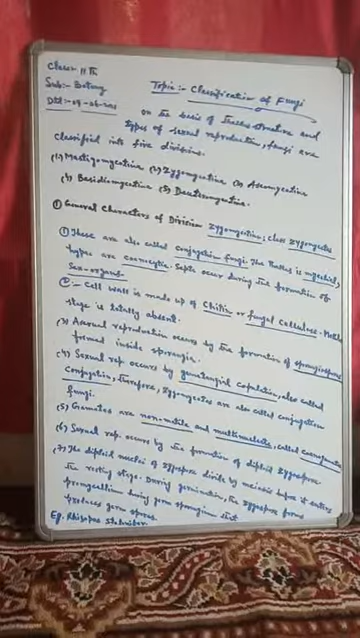 Class: 11 th
Sub:- Botany
Topic:- Classification of Fungi
On the basis of Thallus structure and
types of sexual reproduction, fungi are
classified into five divisions.
(1) Mastigomycotina (2) Zygomycotina (3) Ascomycotina
(4) Basidiomycotina (5) Deuteromycotina.
① General Characters of Division Zygomycotina; class Zygomycetes
① These are also called conjugation fungi. The thallus is mycelial,
hyphae are coenocytic. Septa occur during the formation of
sex-organs.
②:- Cell wall is made up of Chitin or fungal cellulose. Motile
stage is totally absent.
(3) Asexual reproduction occurs by the formation of sporangiospores
formed inside sporangia.
(4) Sexual rep. occurs by gametangial copulation, also called
Conjugation, therefore, Zygomycetes are also called conjugation
fungi.
(5) Gametes are non-motile and multinucleate, called coenogametes
(6) Sexual rep. occurs by the formation of diploid zygospore
(7) The diploid nuclei of zygospore divide by meiosis before it enters
the resting stage. During germination, the zygospore forms
promycelium during germ sporangium that
produces germ spores.
Eg. Rhizopus stolonifer.